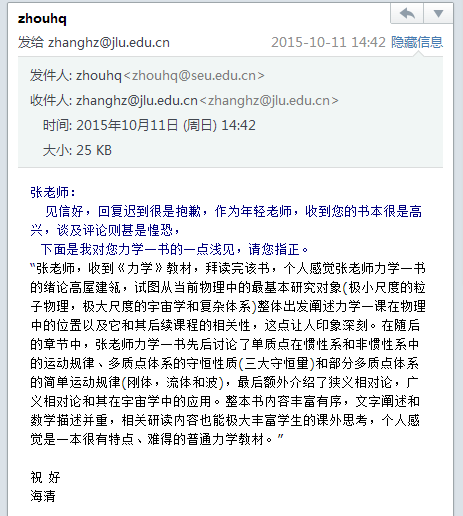 zhouhq
发给 zhanghz@jlu.edu.cn 2015-10-11 14:42 隐藏信息
发件人: zhouhq<zhouhq@seu.edu.cn>
收件人: zhanghz@jlu.edu.cn<zhanghz@jlu.edu.cn>
时间: 2015年10月11日 (周日) 14:42
大小: 25 KB
张老师：
见信好，回复迟到很是抱歉，作为年轻老师，收到您的书本很是高
兴，谈及评论则甚是惶恐，
下面是我对您力学一书的一点浅见，请您指正。
“张老师，收到《力学》教材，拜读完该书，个人感觉张老师力学一书
的绪论高屋建瓴，试图从当前物理中的最基本研究对象(极小尺度的粒
子物理，极大尺度的宇宙学和复杂体系)整体出发阐述力学一课在物理
中的位置以及它和其后续课程的相关性，这点让人印象深刻。在随后
的章节中，张老师力学一书先后讨论了单质点在惯性系和非惯性系中
的运动规律、多质点体系的守恒性质(三大守恒量)和部分多质点体系
的简单运动规律(刚体，流体和波)，最后额外介绍了狭义相对论，广
义相对论和其在宇宙学中的应用。整本书内容丰富有序，文字阐述和
数学描述并重，相关研读内容也能极大丰富学生的课外思考，个人感
觉是一本很有特点、难得的普通力学教材。”
祝 好
海清